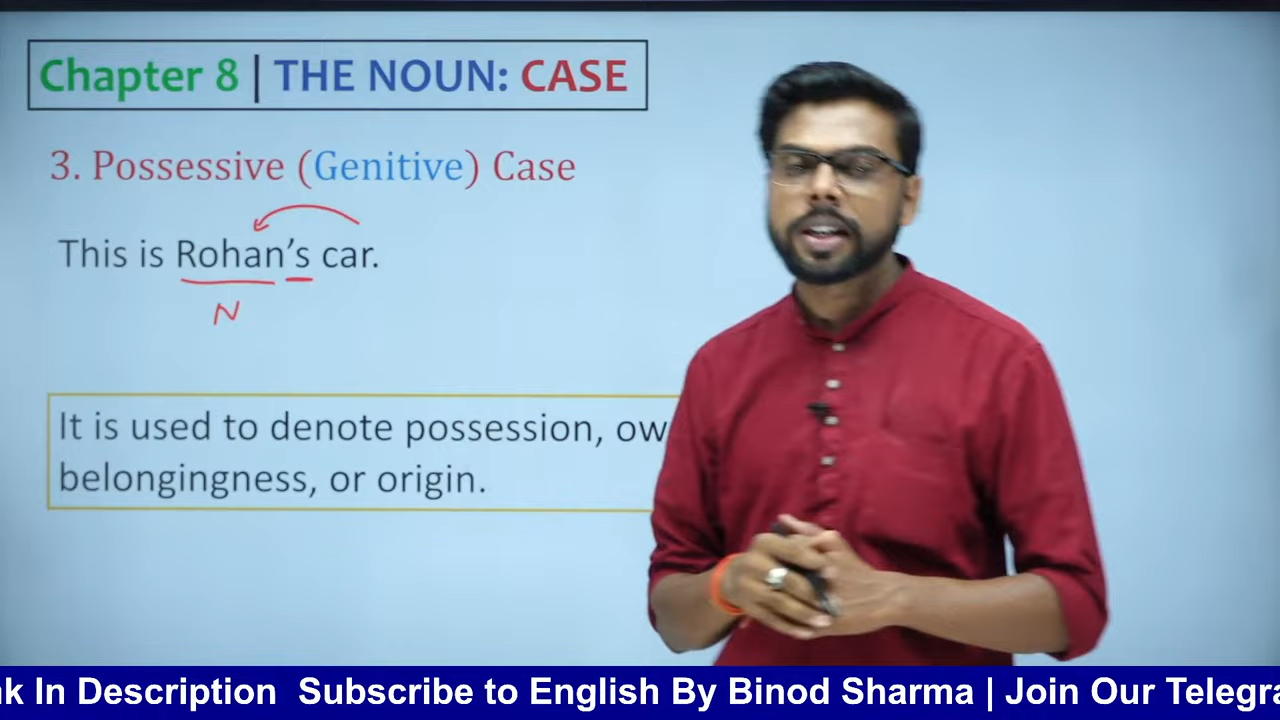 Chapter 8 | THE NOUN: CASE
3. Possessive (Genitive) Case
This is Rohan’s car.
N
It is used to denote possession, ow
belongingness, or origin.
nk In Description Subscribe to English By Binod Sharma | Join Our Telegra